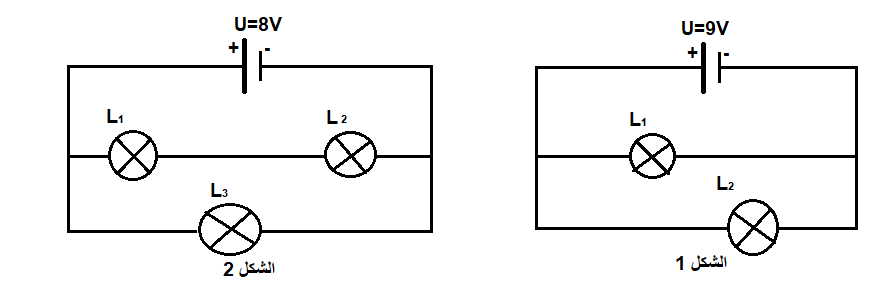 U=8V
+ -
L₁
L₂
L₃
الشكل 2
U=9V
+ -
L₁
L₂
الشكل 1